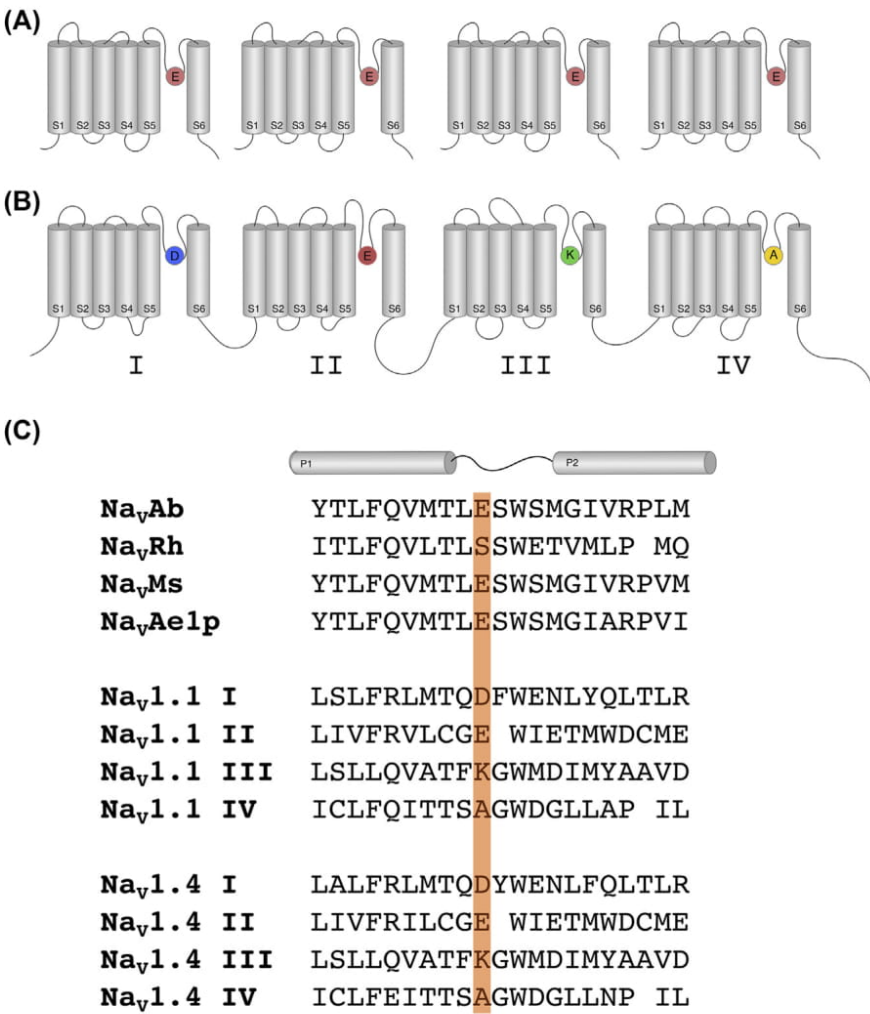 (A)
E E E E
S1 S2 S3 S4 S5 S6 S1 S2 S3 S4 S5 S6 S1 S2 S3 S4 S5 S6 S1 S2 S3 S4 S5 S6
(B)
D E K A
S1 S2 S3 S4 S5 S6 S1 S2 S3 S4 S5 S6 S1 S2 S3 S4 S5 S6 S1 S2 S3 S4 S5 S6
I II III IV
(C)
P1 P2
NaVAb YTLFQVMTLESWSMGIVRPLM
NaVRh ITLFQVLTLSSWETVMLP MQ
NaVMs YTLFQVMTLESWSMGIVRPVM
NaVAe1p YTLFQVMTLESWSMGIARPVI
NaV1.1 I LSLFRLMTQDFWENLYQLTLR
NaV1.1 II LIVFRVLCGE WIETMWDCME
NaV1.1 III LSLLQVATFKGWMDIMYAAVD
NaV1.1 IV ICLFQITTSAGWDGLLAP IL
NaV1.4 I LALFRLMTQDYWENLFQLTLR
NaV1.4 II LIVFRILCGE WIETMWDCME
NaV1.4 III LSLLQVATFKGWMDIMYAAVD
NaV1.4 IV ICLFEITTSAGWDGLLNP IL